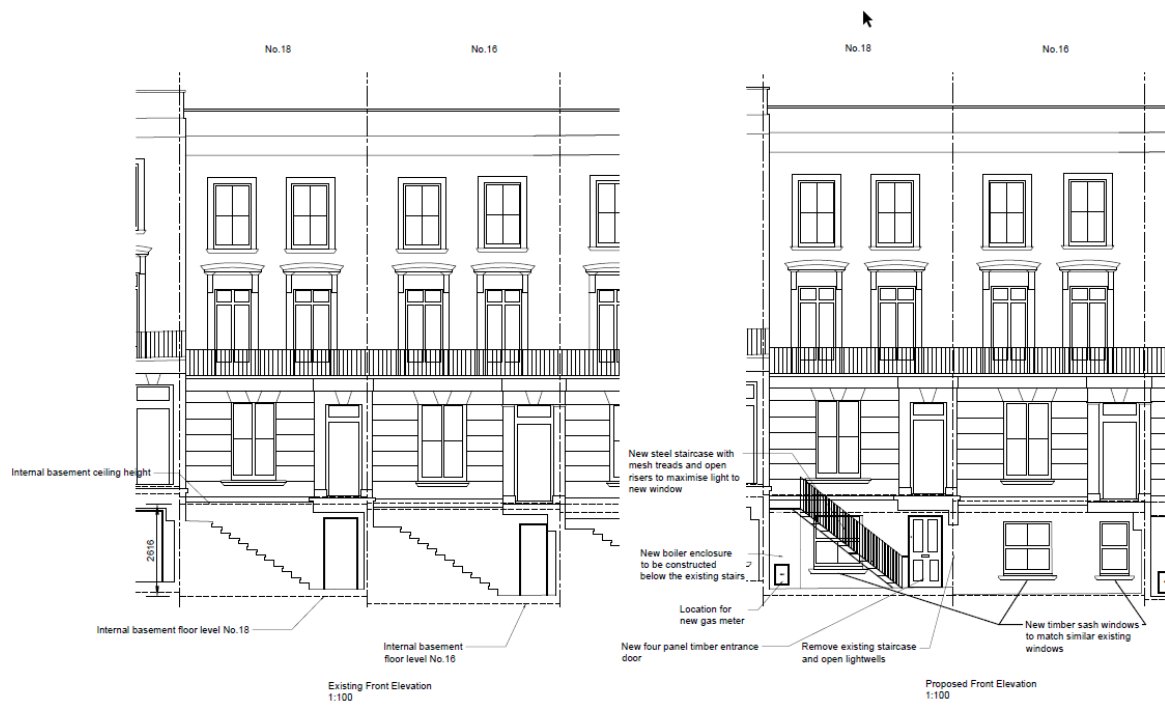 No.18
No.16
No.18
No.16
Internal basement ceiling height
2616
Internal basement floor level No.18
Internal basement
floor level No.16
Existing Front Elevation
1:100
New steel staircase with
mesh treads and open
risers to maximise light to
new window
New boiler enclosure
to be constructed
below the existing stairs
Location for
new gas meter
New four panel timber entrance
door
Remove existing staircase
and open lightwells
New timber sash windows
to match similar existing
windows
Proposed Front Elevation
1:100